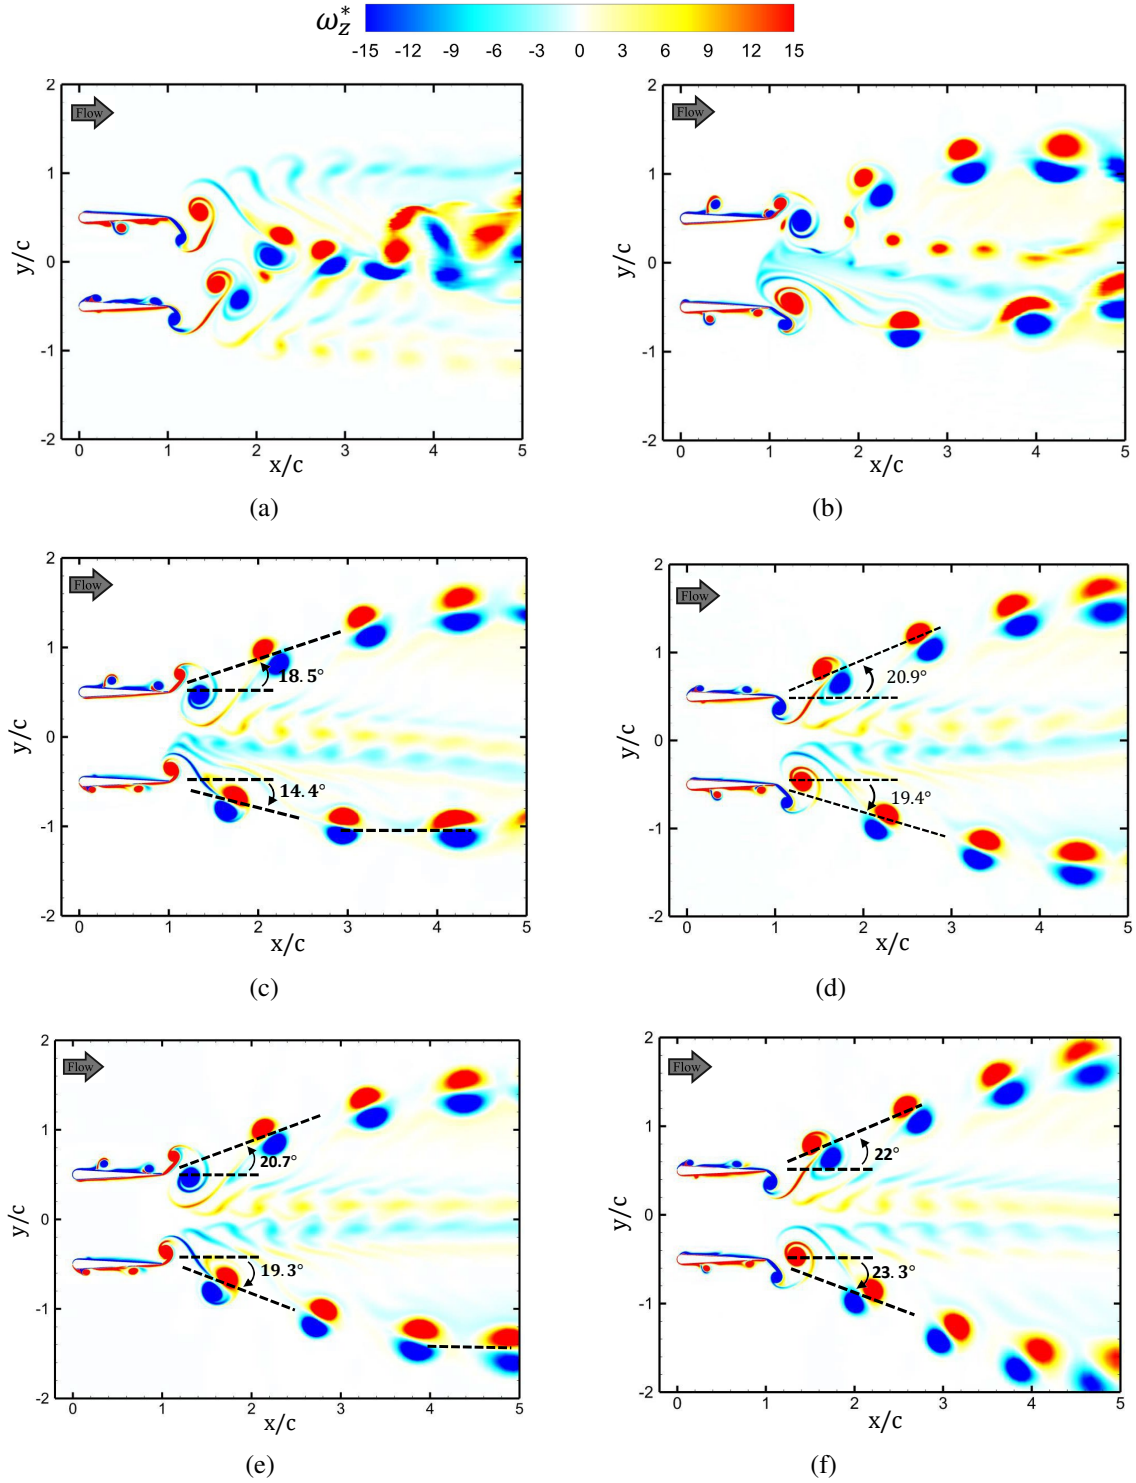 ω*z
-15 -12 -9 -6 -3 0 3 6 9 12 15
2
Flow
1
y/c
0
-1
-2
0 1 2 3 4 5
x/c
(a)
2
Flow
1
y/c
0
-1
-2
0 1 2 3 4 5
x/c
(b)
2
Flow
1
18.5°
y/c
0
14.4°
-1
-2
0 1 2 3 4 5
x/c
(c)
2
Flow
1
20.9°
y/c
0
19.4°
-1
-2
0 1 2 3 4 5
x/c
(d)
2
Flow
1
20.7°
y/c
0
19.3°
-1
-2
0 1 2 3 4 5
x/c
(e)
2
Flow
1
22°
y/c
0
23.3°
-1
-2
0 1 2 3 4 5
x/c
(f)